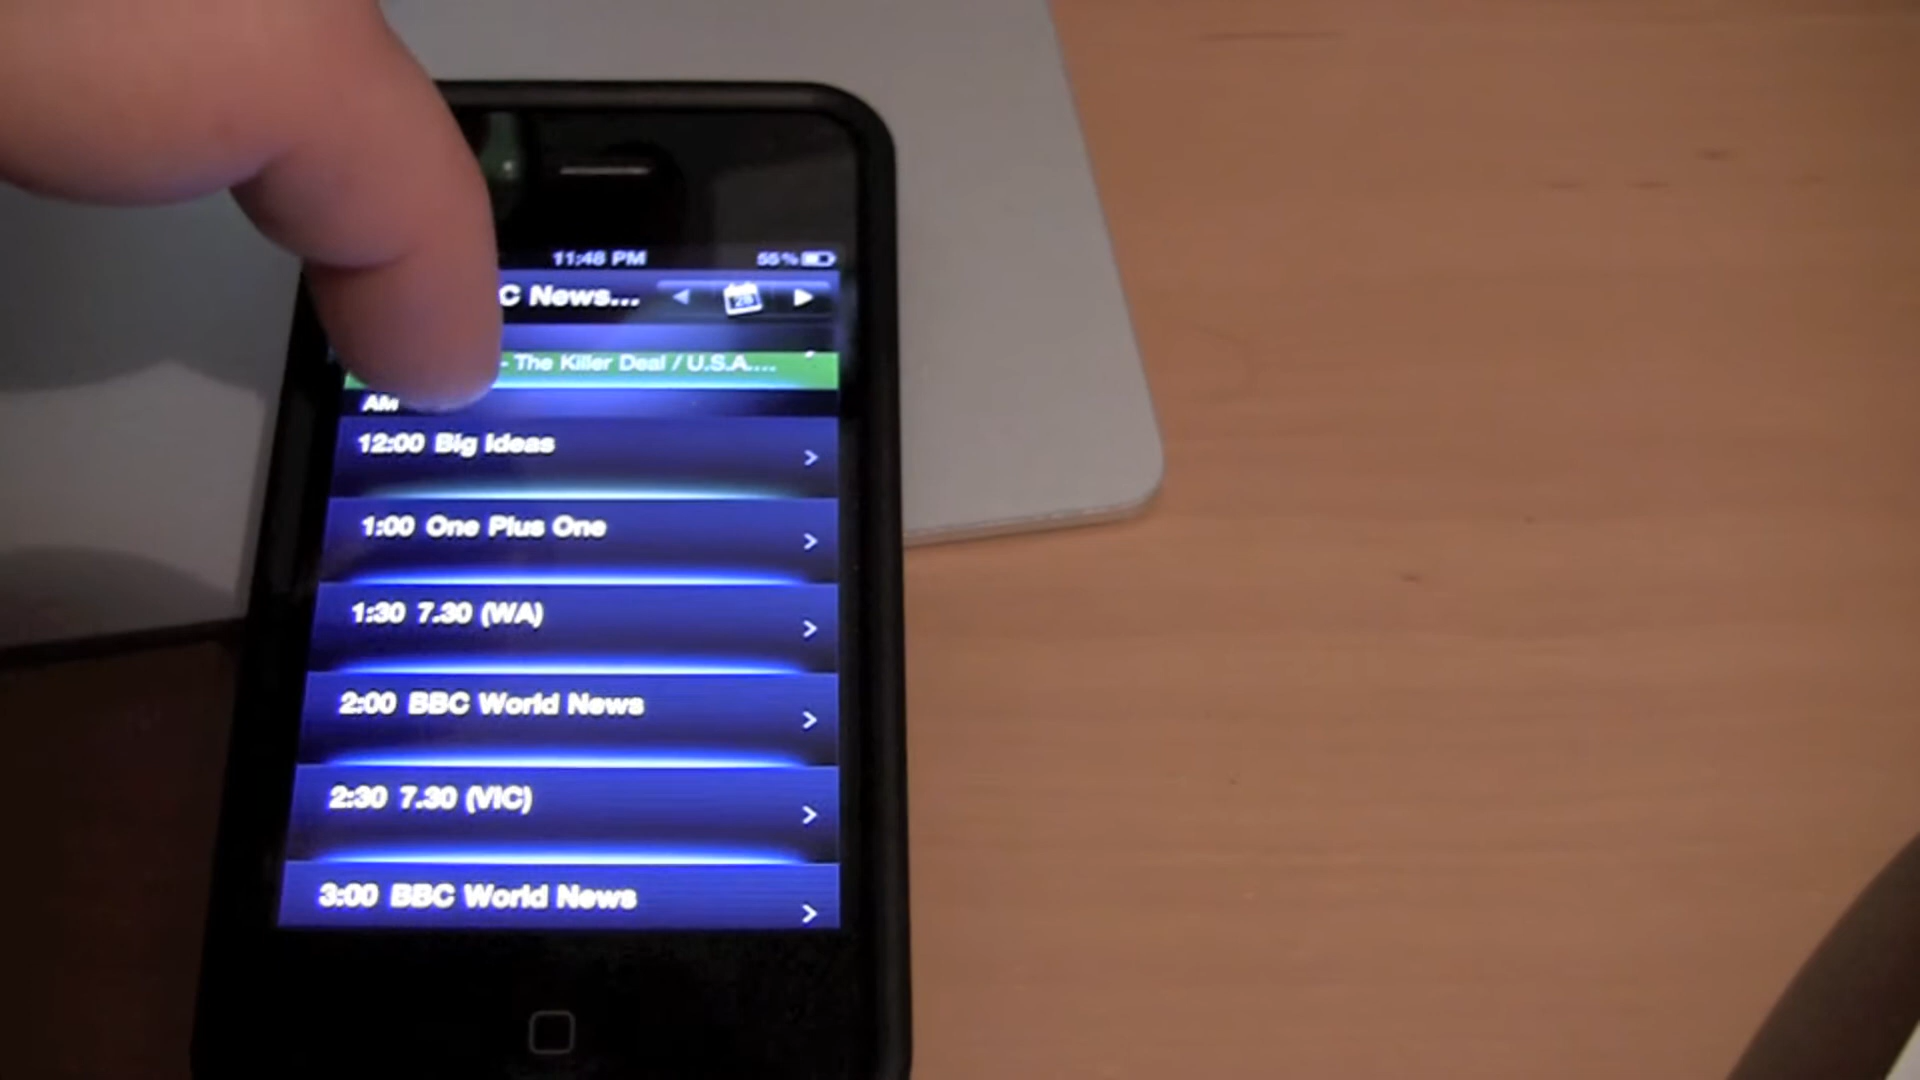 11:48 PM 55%
C News...
- The Killer Deal / U.S.A....
AM
12:00 Big Ideas
1:00 One Plus One
1:30 7.30 (WA)
2:00 BBC World News
2:30 7.30 (VIC)
3:00 BBC World News